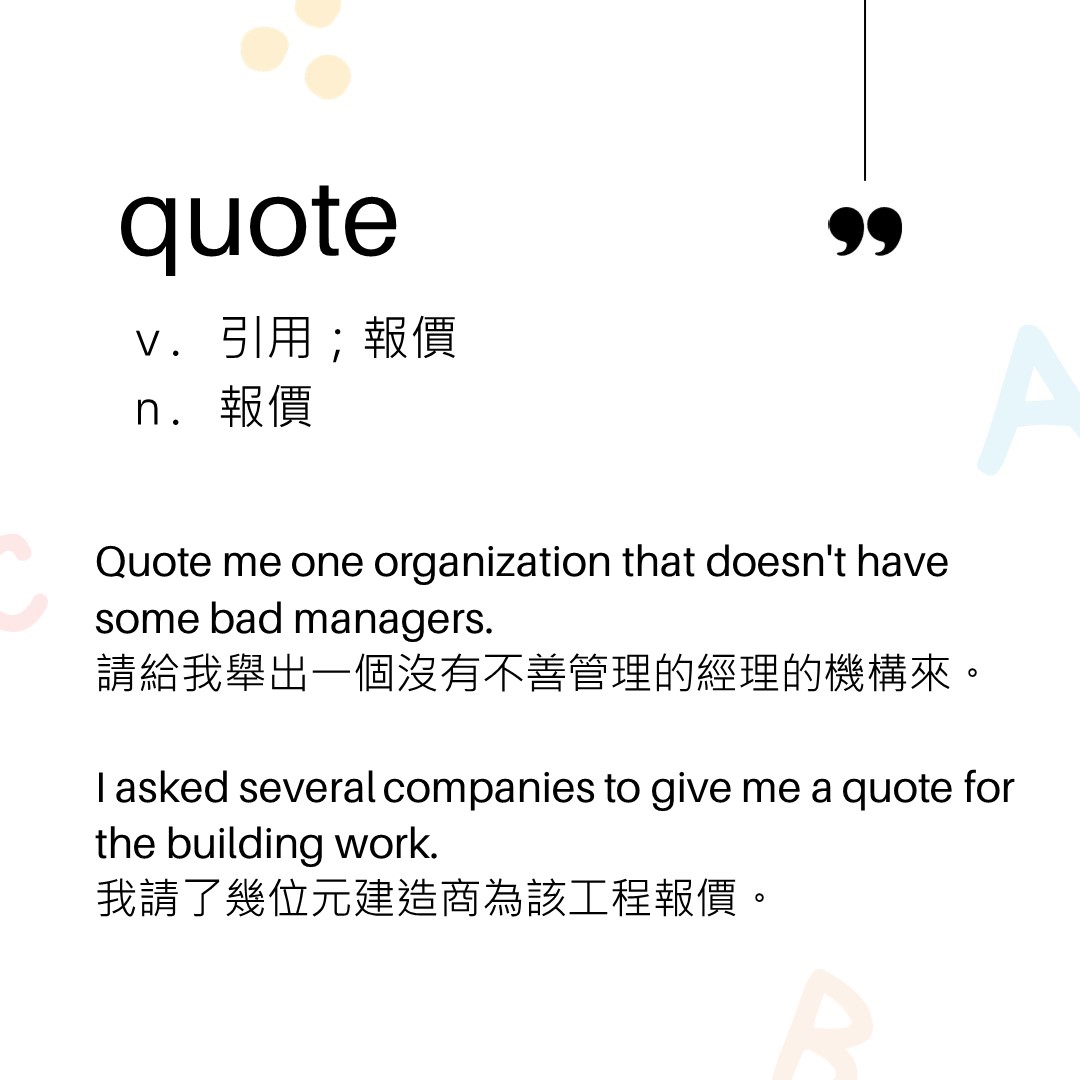 quote
”
v. 引用；報價
n. 報價
Quote me one organization that doesn't have
some bad managers.
請給我舉出一個沒有不善管理的經理的機構來。
I asked several companies to give me a quote for
the building work.
我請了幾位元建造商為該工程報價。
A
C
B